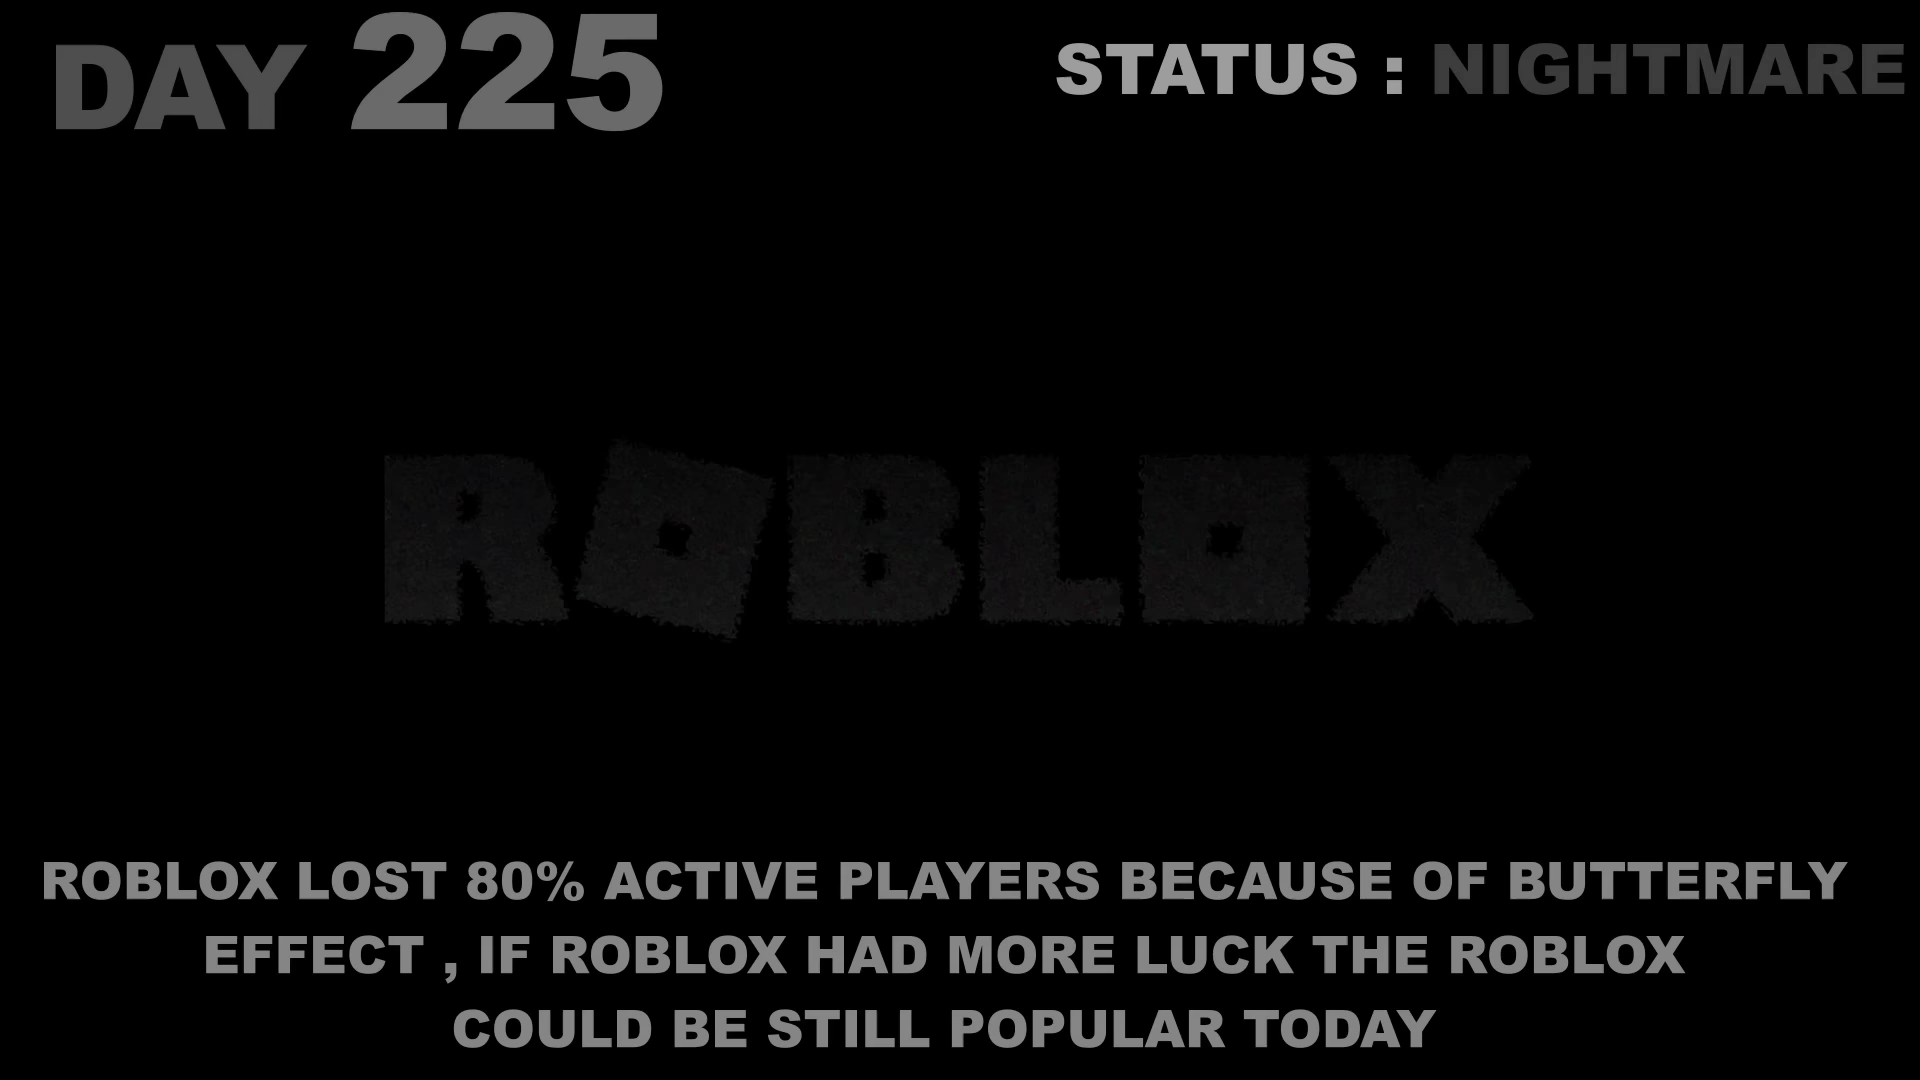 DAY 225
STATUS : NIGHTMARE
ROBLOX
ROBLOX LOST 80% ACTIVE PLAYERS BECAUSE OF BUTTERFLY
EFFECT , IF ROBLOX HAD MORE LUCK THE ROBLOX
COULD BE STILL POPULAR TODAY